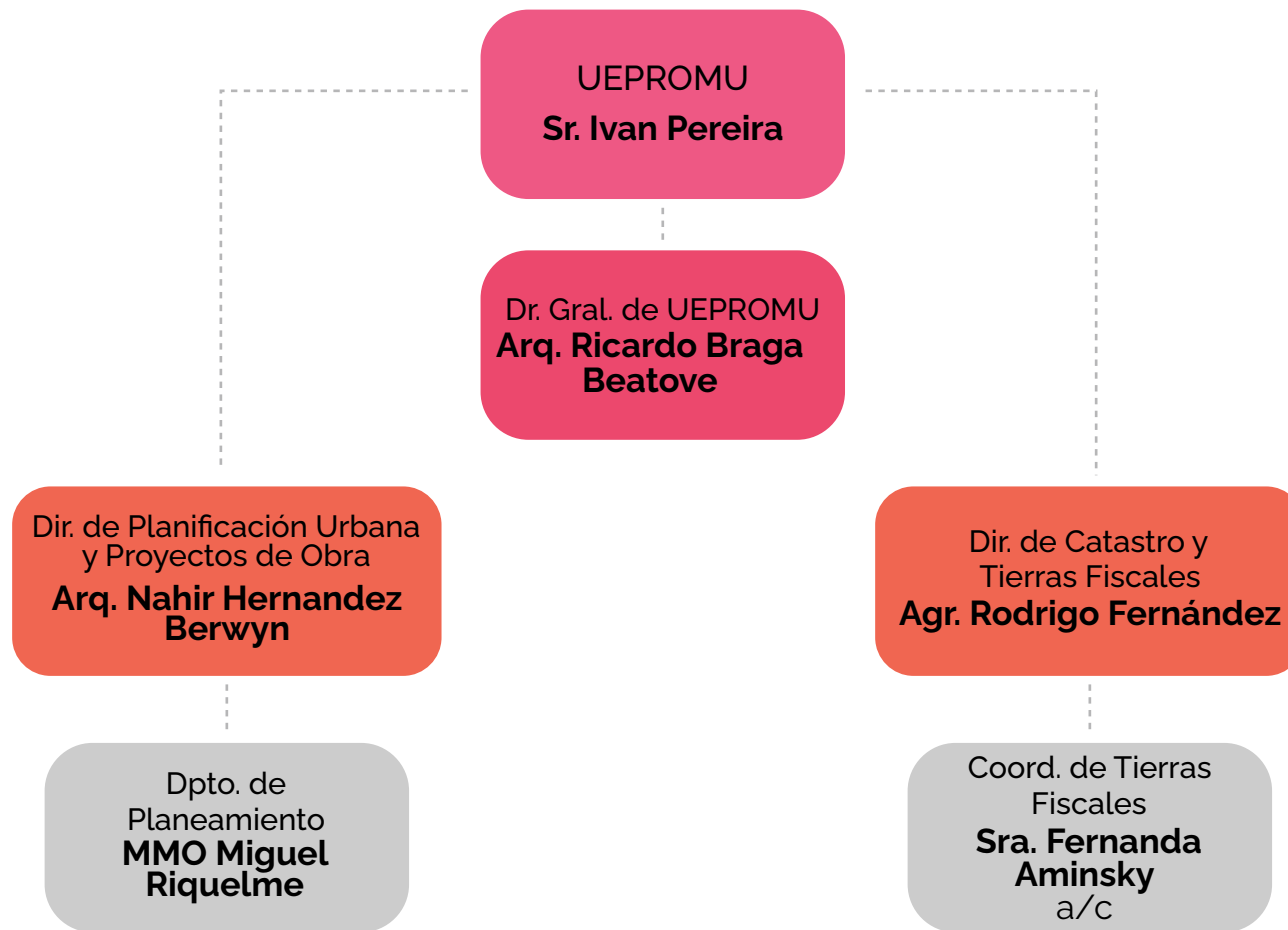 UEPROMU
Sr. Ivan Pereira
Dr. Gral. de UEPROMU
Arq. Ricardo Braga
Beatove
Dir. de Planificación Urbana
y Proyectos de Obra
Arq. Nahir Hernandez
Berwyn
Dir. de Catastro y
Tierras Fiscales
Agr. Rodrigo Fernández
Dpto. de
Planeamiento
MMO Miguel
Riquelme
Coord. de Tierras
Fiscales
Sra. Fernanda
Aminsky
a/c